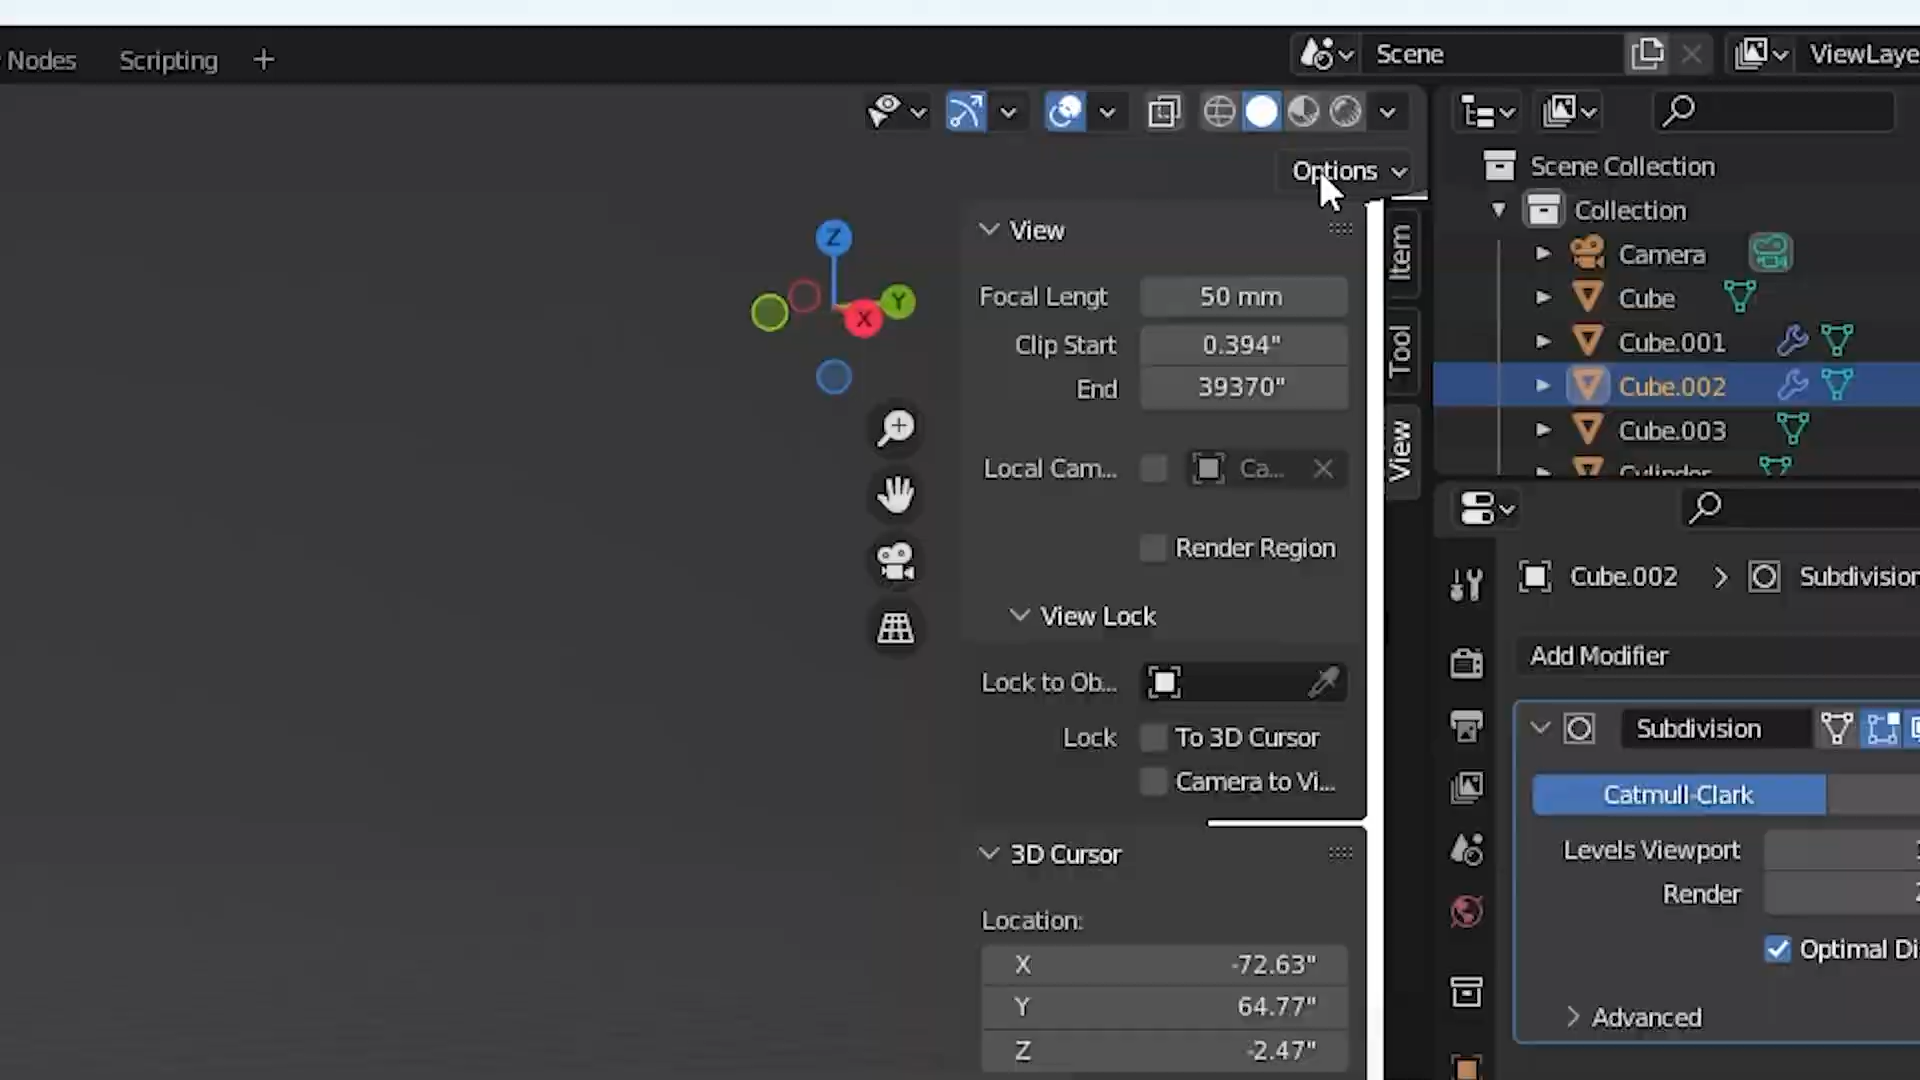 Nodes Scripting +
Scene
ViewLaye
Options
Z
Y
X
View
Focal Lengt 50 mm
Clip Start 0.394"
End 39370"
Local Cam... Ca...
Render Region
View Lock
Lock to Ob...
Lock To 3D Cursor
Camera to Vi...
3D Cursor
Location:
X -72.63"
Y 64.77"
Z -2.47"
Item
Tool
View
Scene Collection
Collection
Camera
Cube
Cube.001
Cube.002
Cube.003
Cylinder
Cube.002 > Subdivision
Add Modifier
Subdivision
Catmull-Clark
Levels Viewport
Render
Optimal Di
Advanced